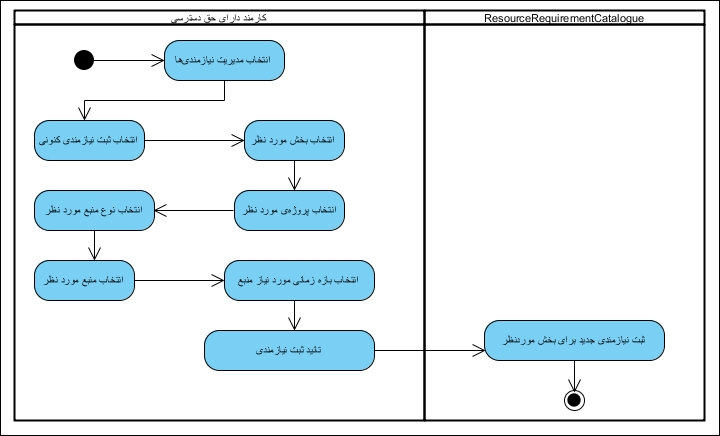 کارمند دارای حق دسترسی
ResourceRequirementCatalogue
انتخاب مدیریت نیازمندی‌ها
انتخاب ثبت نیازمندی کنونی
انتخاب بخش مورد نظر
انتخاب پروژه‌ی مورد نظر
انتخاب نوع منبع مورد نظر
انتخاب منبع مورد نظر
انتخاب بازه زمانی مورد نیاز منبع
تائید ثبت نیازمندی
ثبت نیازمندی جدید برای بخش موردنظر